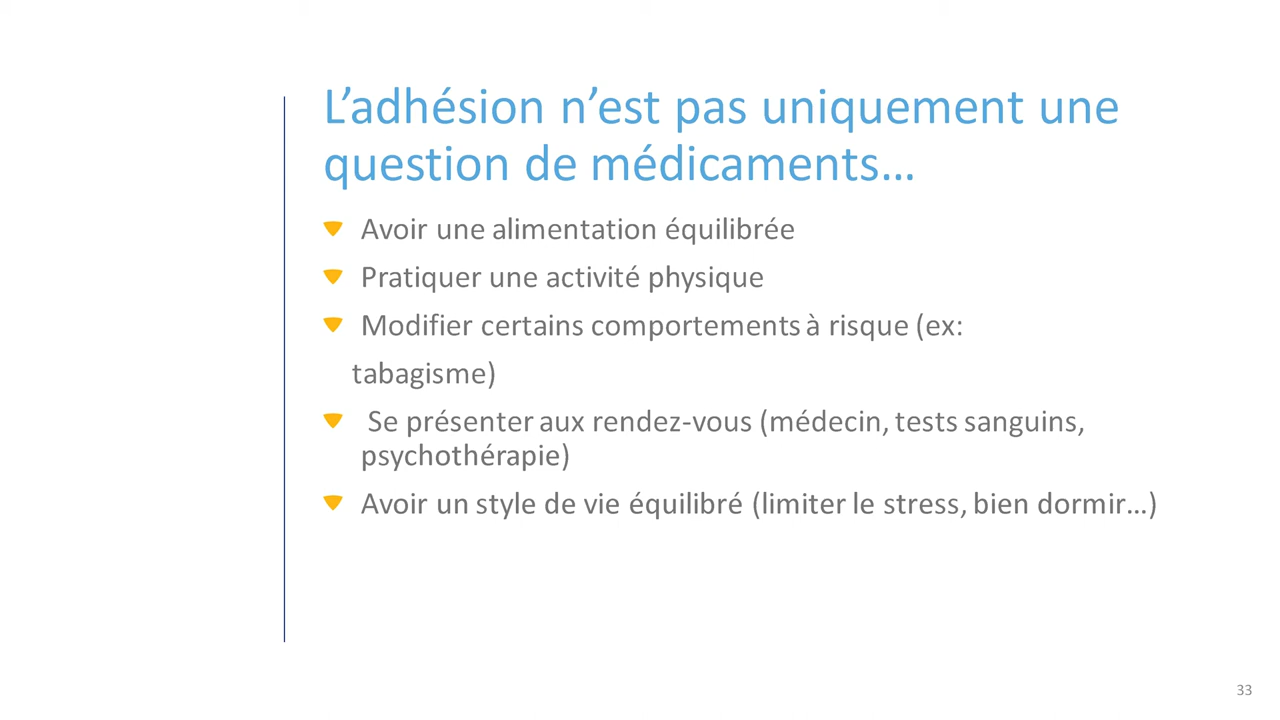 L’adhésion n’est pas uniquement une
question de médicaments…
Avoir une alimentation équilibrée
Pratiquer une activité physique
Modifier certains comportements à risque (ex:
tabagisme)
Se présenter aux rendez-vous (médecin, tests sanguins,
psychothérapie)
Avoir un style de vie équilibré (limiter le stress, bien dormir…)
33